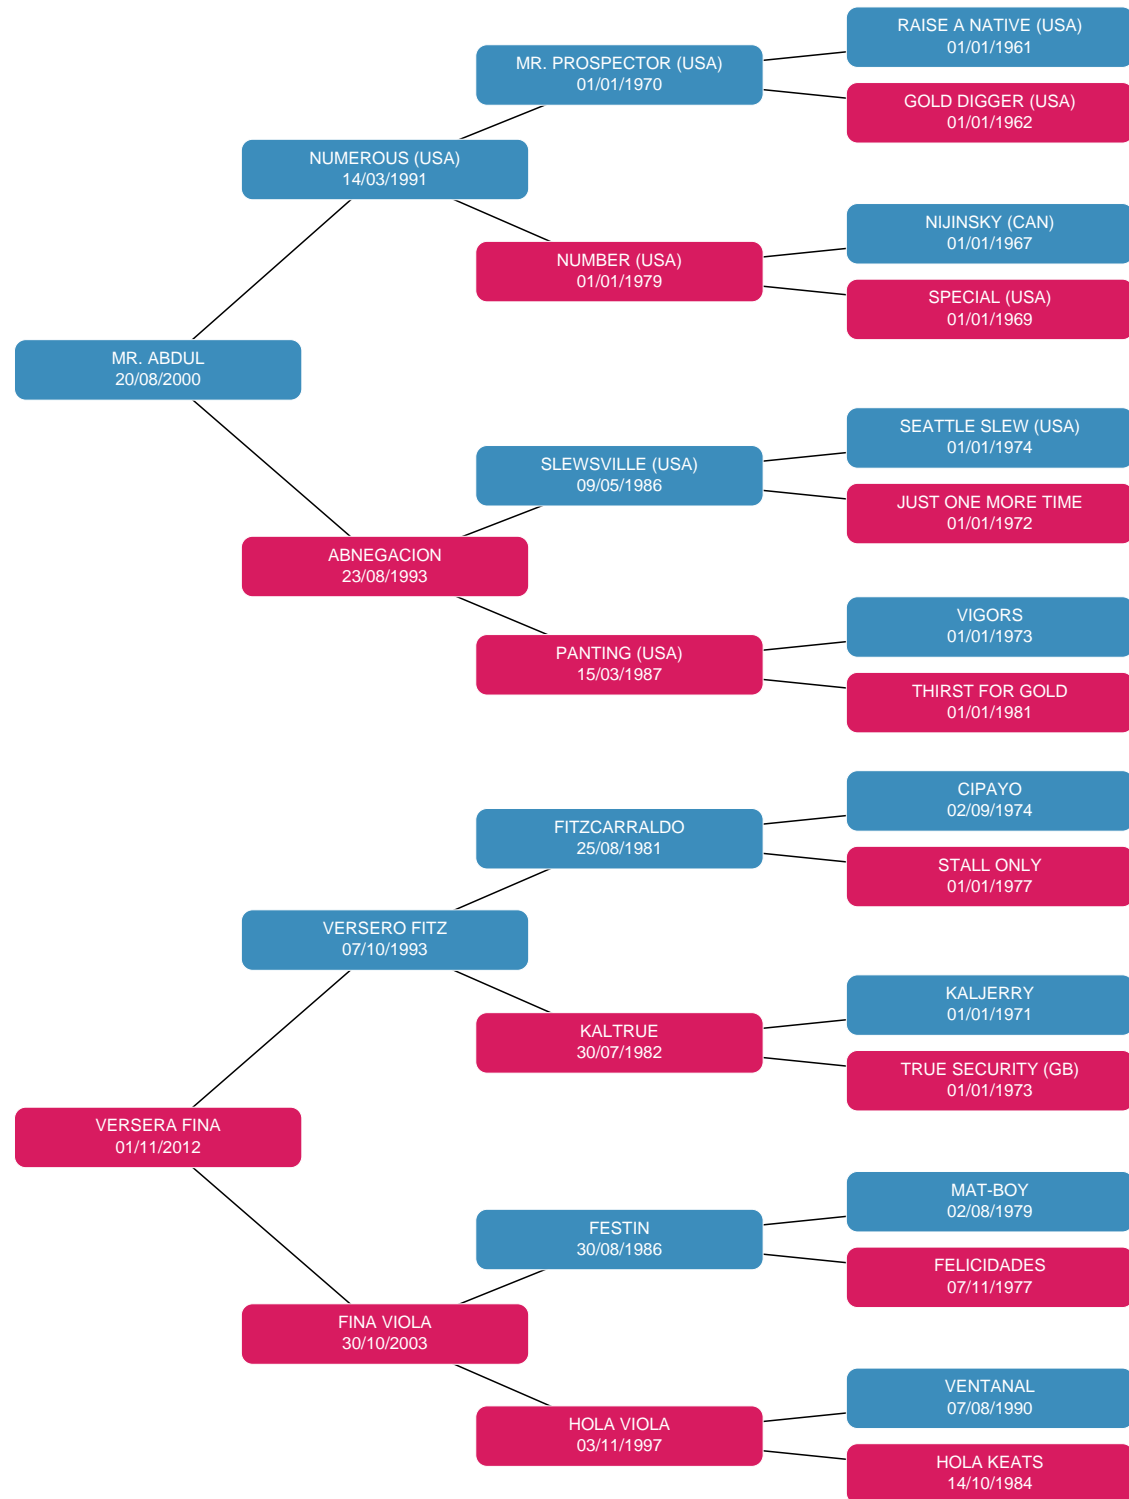 RAISE A NATIVE (USA)
01/01/1961
MR. PROSPECTOR (USA)
01/01/1970
GOLD DIGGER (USA)
01/01/1962
NUMEROUS (USA)
14/03/1991
NIJINSKY (CAN)
01/01/1967
NUMBER (USA)
01/01/1979
SPECIAL (USA)
01/01/1969
MR. ABDUL
20/08/2000
SEATTLE SLEW (USA)
01/01/1974
SLEWSVILLE (USA)
09/05/1986
JUST ONE MORE TIME
01/01/1972
ABNEGACION
23/08/1993
VIGORS
01/01/1973
PANTING (USA)
15/03/1987
THIRST FOR GOLD
01/01/1981
CIPAYO
02/09/1974
FITZCARRALDO
25/08/1981
STALL ONLY
01/01/1977
VERSERO FITZ
07/10/1993
KALJERRY
01/01/1971
KALTRUE
30/07/1982
TRUE SECURITY (GB)
01/01/1973
VERSERA FINA
01/11/2012
MAT-BOY
02/08/1979
FESTIN
30/08/1986
FELICIDADES
07/11/1977
FINA VIOLA
30/10/2003
VENTANAL
07/08/1990
HOLA VIOLA
03/11/1997
HOLA KEATS
14/10/1984